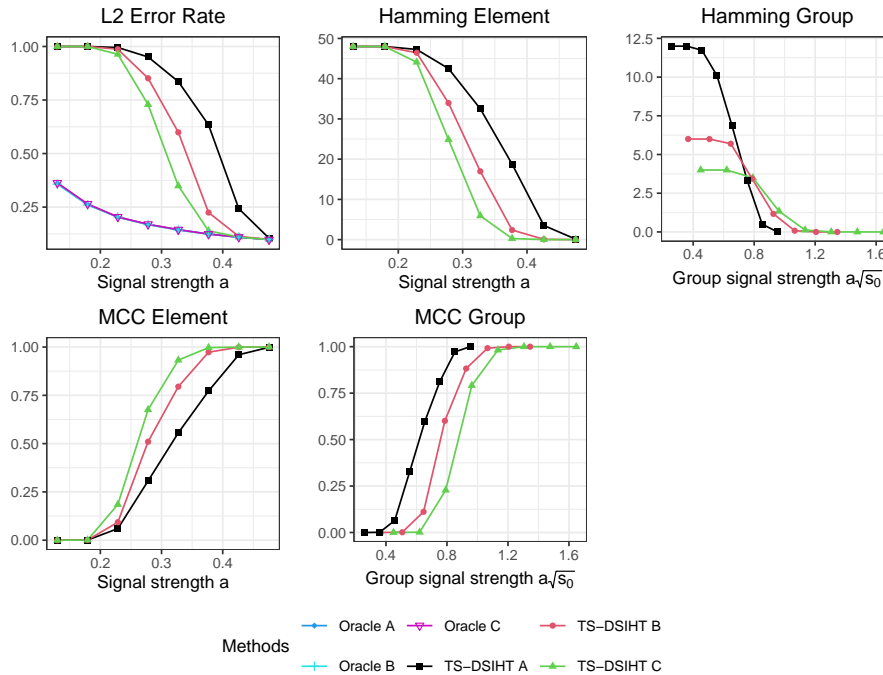 L2 Error Rate
1.00
0.75
0.50
0.25
0.2
0.3
0.4
Signal strength a
Hamming Element
50
40
30
20
10
0
0.2
0.3
0.4
Signal strength a
Hamming Group
12.5
10.0
7.5
5.0
2.5
0.0
0.4
0.8
1.2
1.6
Group signal strength a√s₀
MCC Element
1.00
0.75
0.50
0.25
0.00
0.2
0.3
0.4
Signal strength a
MCC Group
1.00
0.75
0.50
0.25
0.00
0.4
0.8
1.2
1.6
Group signal strength a√s₀
Methods
Oracle A
Oracle C
TS−DSIHT B
Oracle B
TS−DSIHT A
TS−DSIHT C